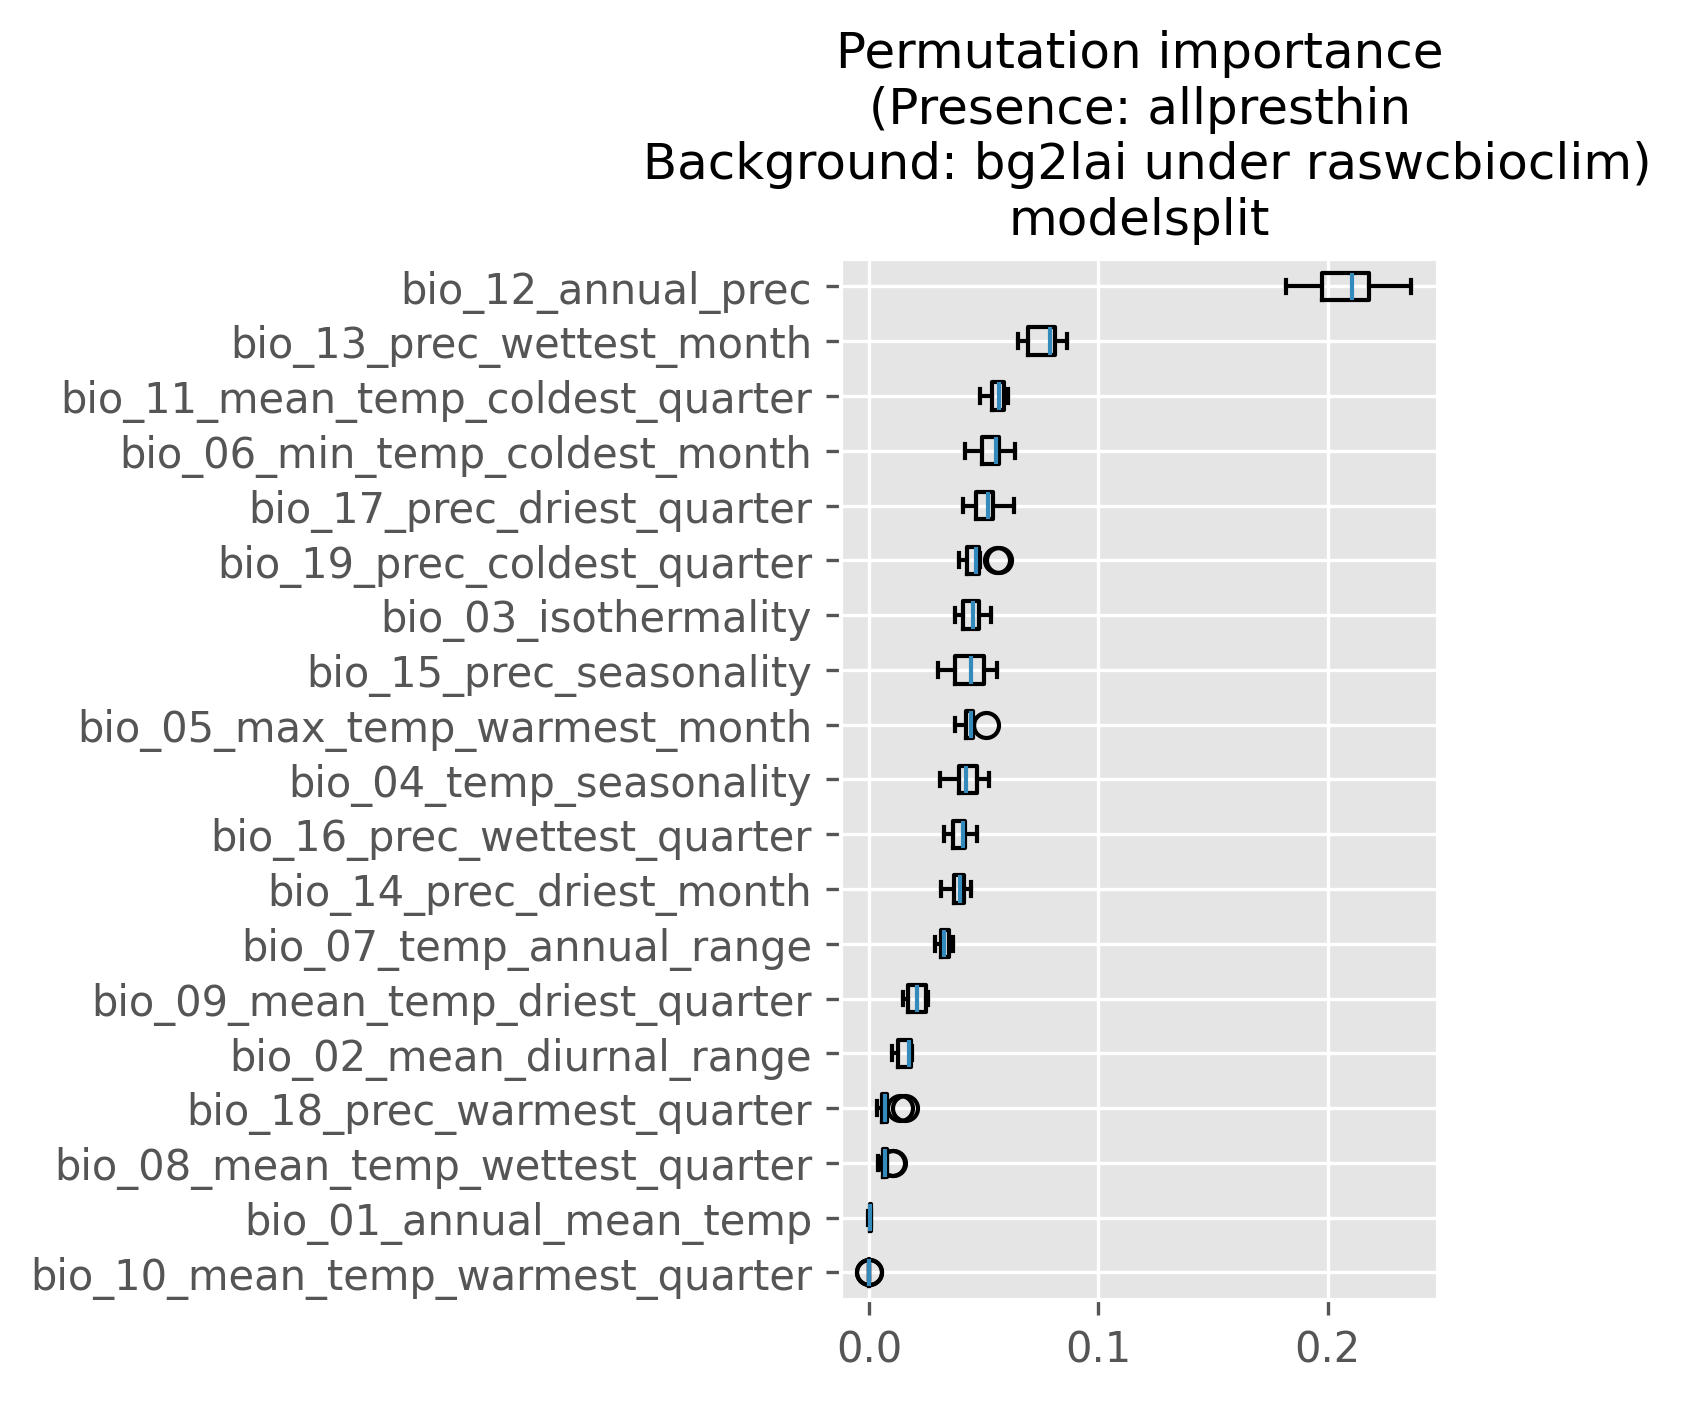 Permutation importance
(Presence: allpresthin
Background: bg2lai under raswcbioclim)
modelsplit
bio_12_annual_prec
bio_13_prec_wettest_month
bio_11_mean_temp_coldest_quarter
bio_06_min_temp_coldest_month
bio_17_prec_driest_quarter
bio_19_prec_coldest_quarter
bio_03_isothermality
bio_15_prec_seasonality
bio_05_max_temp_warmest_month
bio_04_temp_seasonality
bio_16_prec_wettest_quarter
bio_14_prec_driest_month
bio_07_temp_annual_range
bio_09_mean_temp_driest_quarter
bio_02_mean_diurnal_range
bio_18_prec_warmest_quarter
bio_08_mean_temp_wettest_quarter
bio_01_annual_mean_temp
bio_10_mean_temp_warmest_quarter
0.0 0.1 0.2